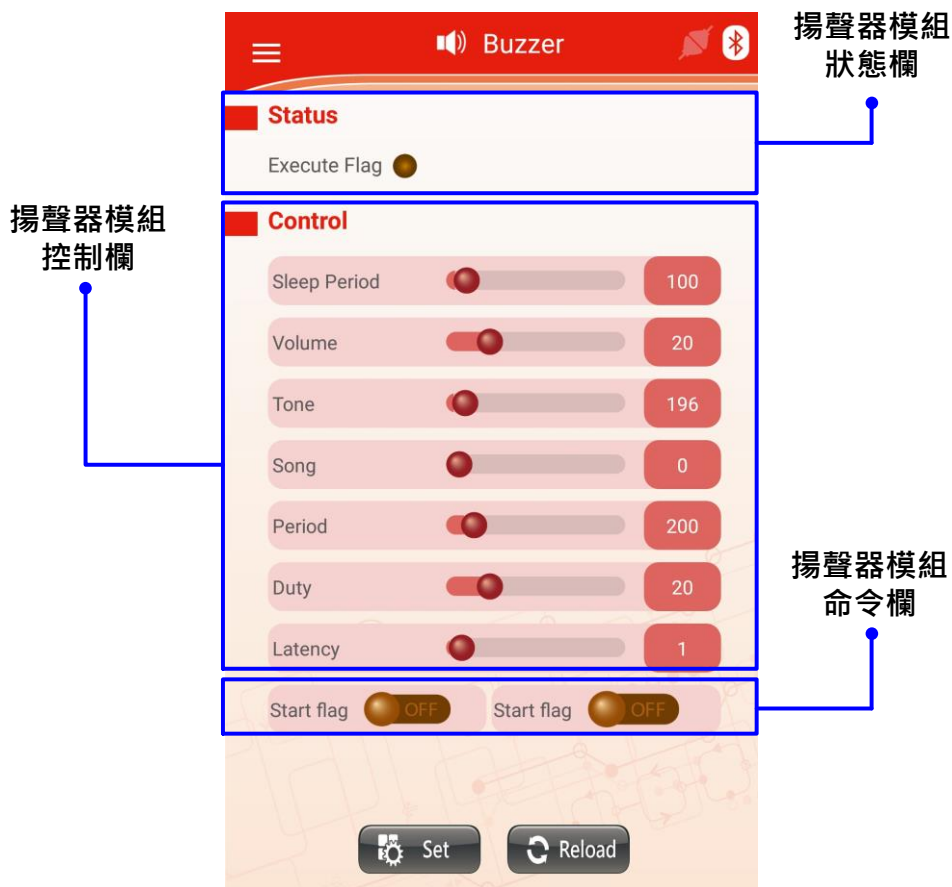 揚聲器模組
狀態欄
Buzzer
Status
Execute Flag
揚聲器模組
控制欄
Control
Sleep Period 100
Volume 20
Tone 196
Song 0
Period 200
Duty 20
Latency 1
揚聲器模組
命令欄
Start flag OFF Start flag OFF
Set Reload